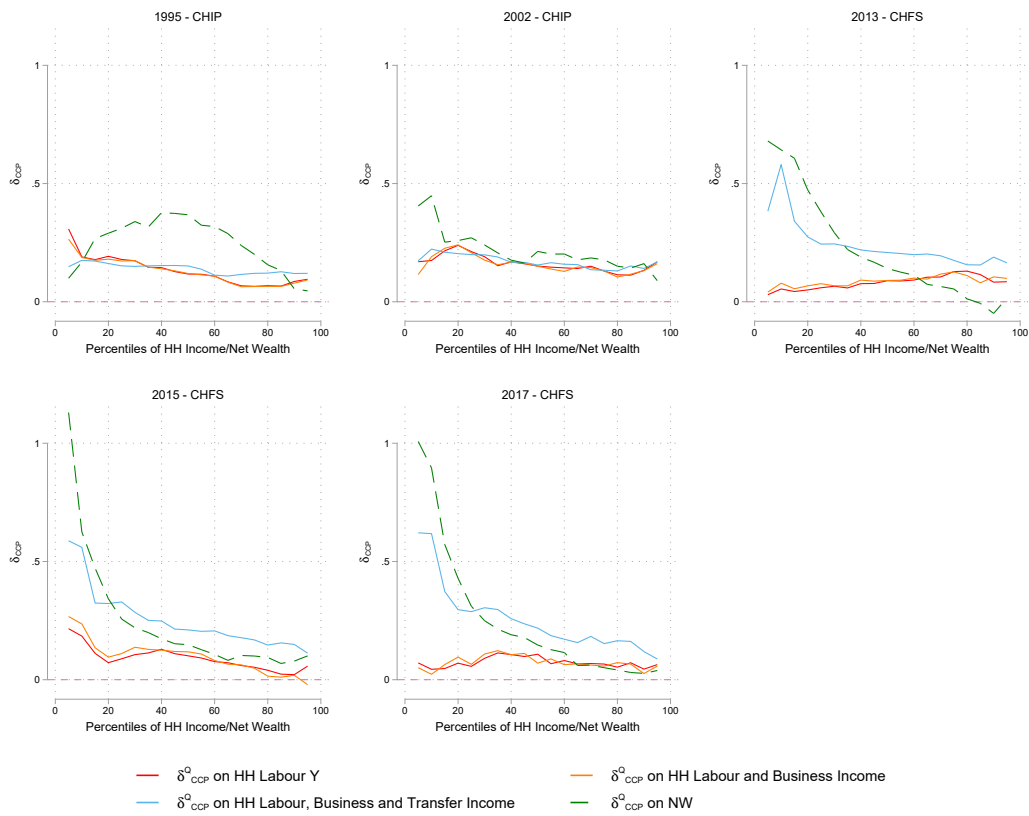 1995 - CHIP
2002 - CHIP
2013 - CHFS
1
.5
0
δCCP
0 20 40 60 80 100
Percentiles of HH Income/Net Wealth
1
.5
0
δCCP
0 20 40 60 80 100
Percentiles of HH Income/Net Wealth
1
.5
0
δCCP
0 20 40 60 80 100
Percentiles of HH Income/Net Wealth
2015 - CHFS
2017 - CHFS
1
.5
0
δCCP
0 20 40 60 80 100
Percentiles of HH Income/Net Wealth
1
.5
0
δCCP
0 20 40 60 80 100
Percentiles of HH Income/Net Wealth
δQCCP on HH Labour Y
δQCCP on HH Labour and Business Income
δQCCP on HH Labour, Business and Transfer Income
δQCCP on NW